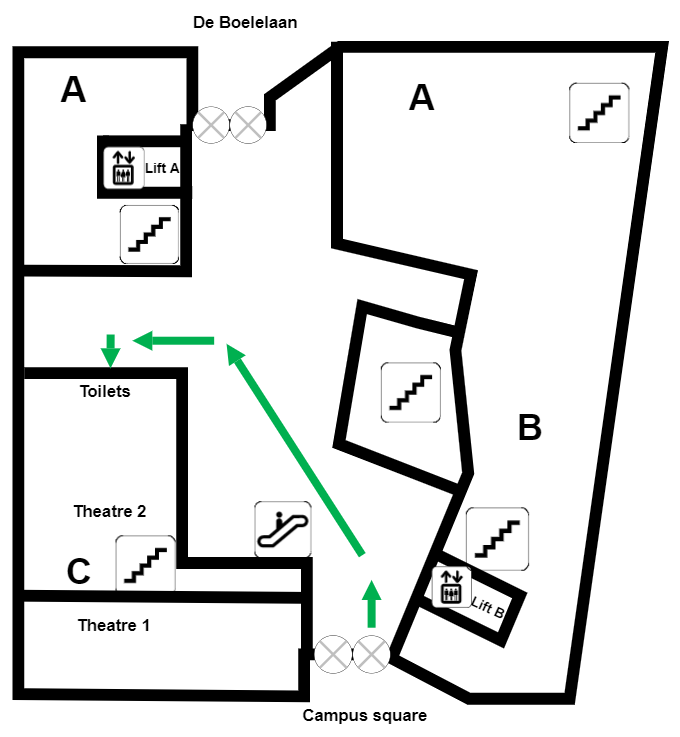 De Boelelaan
A
A
Lift A
Toilets
B
Theatre 2
C
Lift B
Theatre 1
Campus square